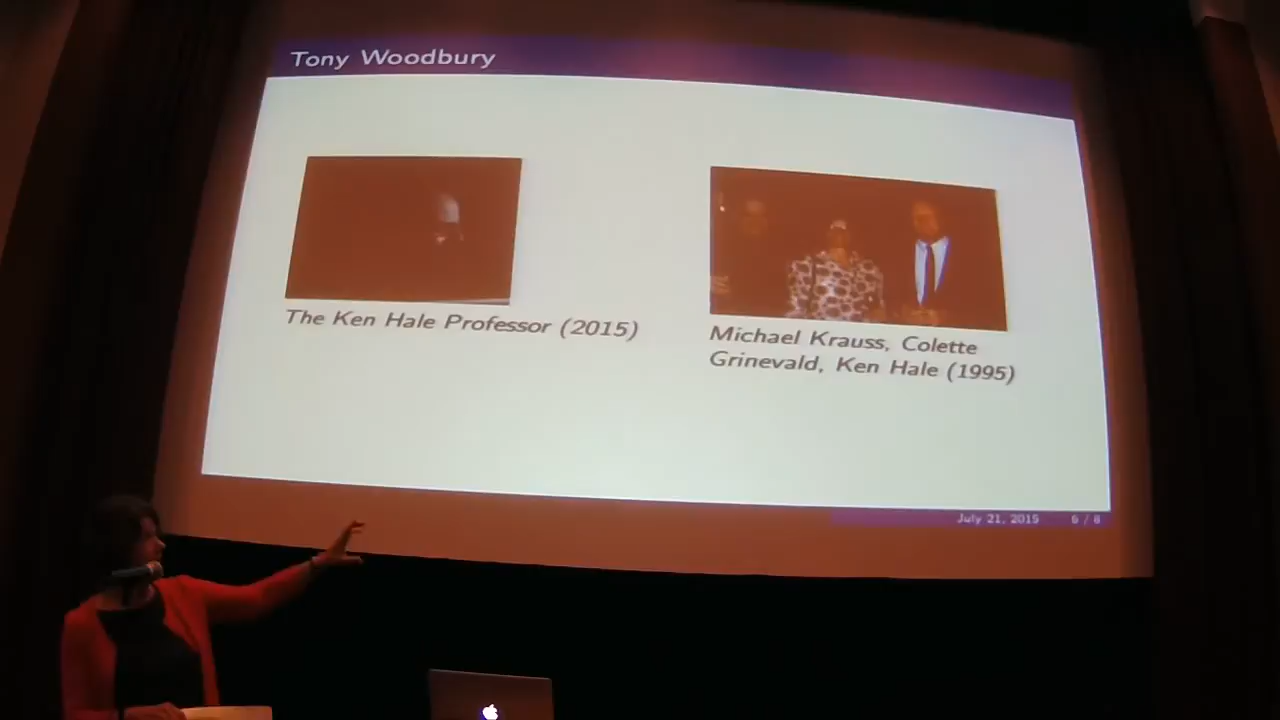 Tony Woodbury
The Ken Hale Professor (2015)
Michael Krauss, Colette
Grinevald, Ken Hale (1995)
July 21, 2015 6 / 8